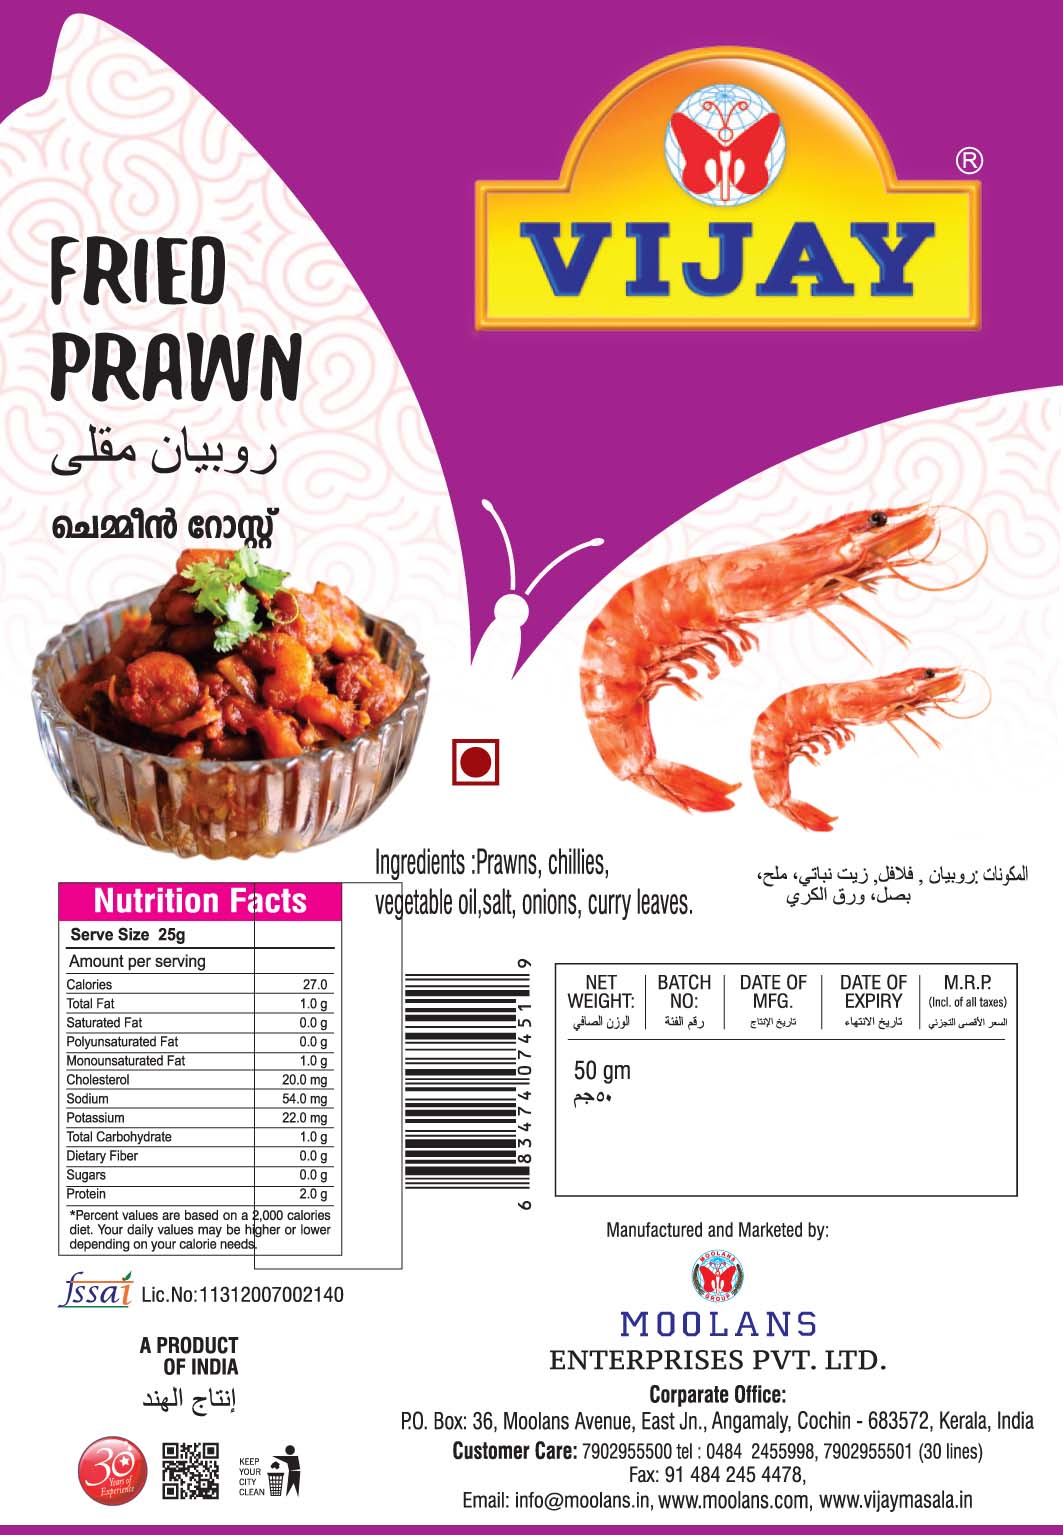 VIJAY
®
FRIED
PRAWN
روبيان مقلى
ചെമ്മീൻ റോസ്റ്റ്
Ingredients :Prawns, chillies,
vegetable oil,salt, onions, curry leaves.
المكونات :روبيان , فلافل, زيت نباتي، ملح،
بصل، ورق الكري
Nutrition Facts
Serve Size 25g
Amount per serving
Calories 27.0
Total Fat 1.0 g
Saturated Fat 0.0 g
Polyunsaturated Fat 0.0 g
Monounsaturated Fat 1.0 g
Cholesterol 20.0 mg
Sodium 54.0 mg
Potassium 22.0 mg
Total Carbohydrate 1.0 g
Dietary Fiber 0.0 g
Sugars 0.0 g
Protein 2.0 g
*Percent values are based on a 2,000 calories
diet. Your daily values may be higher or lower
depending on your calorie needs.
6 83474 07451 9
NET WEIGHT: الوزن الصافي
BATCH NO: رقم الفئة
DATE OF MFG. تاريخ الإنتاج
DATE OF EXPIRY تاريخ الانتهاء
M.R.P. (Incl. of all taxes) السعر الأقصى التجزئي
50 gm
٥٠جم
fssai Lic.No:11312007002140
A PRODUCT
OF INDIA
إنتاج الهند
30 Years of Experience
KEEP
YOUR
CITY
CLEAN
Manufactured and Marketed by:
MOOLANS
GROUP
MOOLANS
ENTERPRISES PVT. LTD.
Corparate Office:
P.O. Box: 36, Moolans Avenue, East Jn., Angamaly, Cochin - 683572, Kerala, India
Customer Care: 7902955500 tel : 0484 2455998, 7902955501 (30 lines)
Fax: 91 484 245 4478,
Email: info@moolans.in, www.moolans.com, www.vijaymasala.in